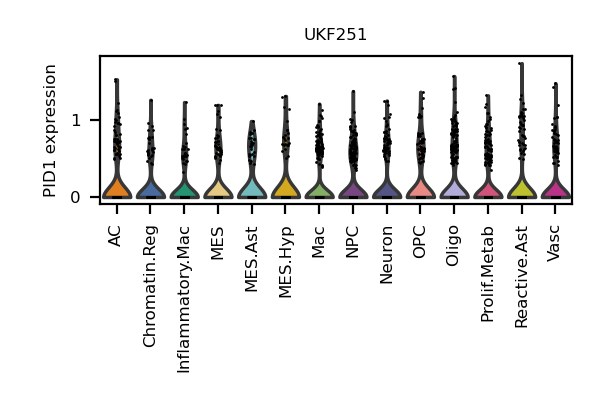 UKF251
PID1 expression
1
0
AC
Chromatin.Reg
Inflammatory.Mac
MES
MES.Ast
MES.Hyp
Mac
NPC
Neuron
OPC
Oligo
Prolif.Metab
Reactive.Ast
Vasc